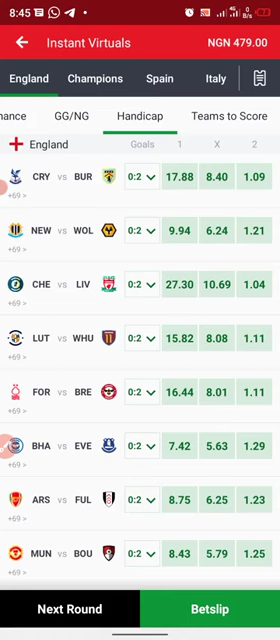 8:45
0 B/s
2
Instant Virtuals NGN 479.00
England Champions Spain Italy
hance GG/NG Handicap Teams to Score
England Goals 1 X 2
CRY vs BUR 0:2 17.88 8.40 1.09
+69 >
NEW vs WOL 0:2 9.94 6.24 1.21
+69 >
CHE vs LIV 0:2 27.30 10.69 1.04
+69 >
LUT vs WHU 0:2 15.82 8.08 1.11
+69 >
FOR vs BRE 0:2 16.44 8.01 1.11
+69 >
BHA vs EVE 0:2 7.42 5.63 1.29
+69 >
ARS vs FUL 0:2 8.75 6.25 1.23
+69 >
MUN vs BOU 0:2 8.43 5.79 1.25
+69 >
Next Round Betslip